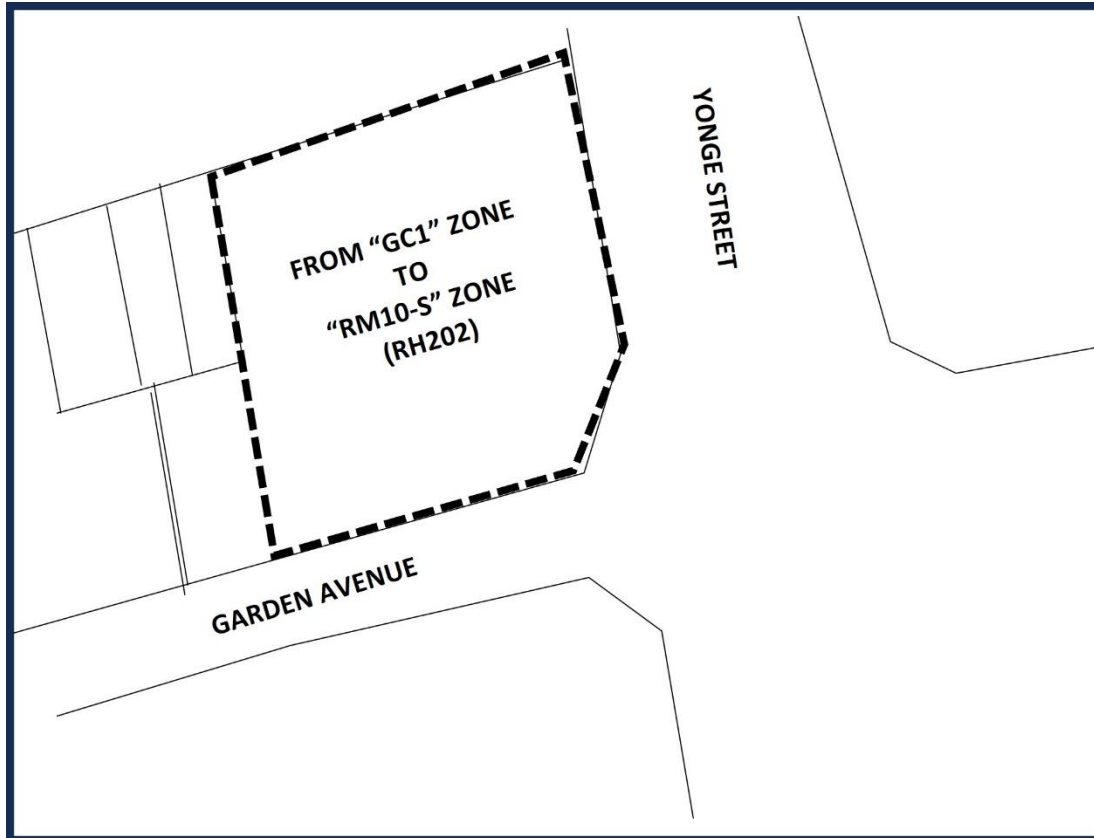 YONGE STREET
FROM “GC1” ZONE
TO
“RM10-S” ZONE
(RH202)
GARDEN AVENUE